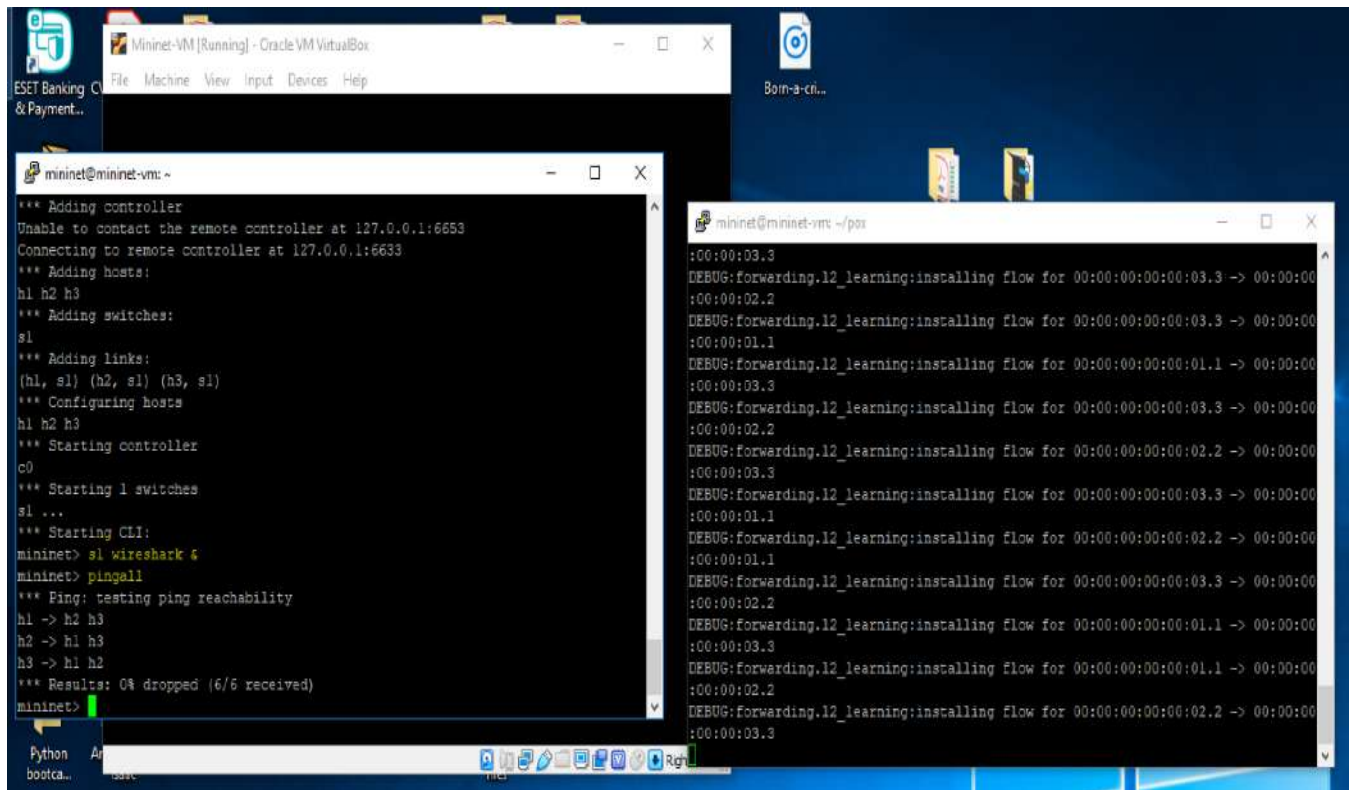 ESET Banking
& Payment...
Mininet-VM [Running] - Oracle VM VirtualBox
File Machine View Input Devices Help
Born-a-cri...
mininet@mininet-vm: ~
*** Adding controller
Unable to contact the remote controller at 127.0.0.1:6653
Connecting to remote controller at 127.0.0.1:6633
*** Adding hosts:
h1 h2 h3
*** Adding switches:
s1
*** Adding links:
(h1, s1) (h2, s1) (h3, s1)
*** Configuring hosts
h1 h2 h3
*** Starting controller
c0
*** Starting 1 switches
s1 ...
*** Starting CLI:
mininet> s1 wireshark &
mininet> pingall
*** Ping: testing ping reachability
h1 -> h2 h3
h2 -> h1 h3
h3 -> h1 h2
*** Results: 0% dropped (6/6 received)
mininet>
mininet@mininet-vm: ~/pox
:00:00:03.3
DEBUG:forwarding.l2_learning:installing flow for 00:00:00:00:00:03.3 -> 00:00:00
:00:00:02.2
DEBUG:forwarding.l2_learning:installing flow for 00:00:00:00:00:03.3 -> 00:00:00
:00:00:01.1
DEBUG:forwarding.l2_learning:installing flow for 00:00:00:00:00:01.1 -> 00:00:00
:00:00:03.3
DEBUG:forwarding.l2_learning:installing flow for 00:00:00:00:00:03.3 -> 00:00:00
:00:00:02.2
DEBUG:forwarding.l2_learning:installing flow for 00:00:00:00:00:02.2 -> 00:00:00
:00:00:03.3
DEBUG:forwarding.l2_learning:installing flow for 00:00:00:00:00:03.3 -> 00:00:00
:00:00:01.1
DEBUG:forwarding.l2_learning:installing flow for 00:00:00:00:00:02.2 -> 00:00:00
:00:00:01.1
DEBUG:forwarding.l2_learning:installing flow for 00:00:00:00:00:03.3 -> 00:00:00
:00:00:02.2
DEBUG:forwarding.l2_learning:installing flow for 00:00:00:00:00:01.1 -> 00:00:00
:00:00:03.3
DEBUG:forwarding.l2_learning:installing flow for 00:00:00:00:00:01.1 -> 00:00:00
:00:00:02.2
DEBUG:forwarding.l2_learning:installing flow for 00:00:00:00:00:02.2 -> 00:00:00
:00:00:03.3
Python
bootca...